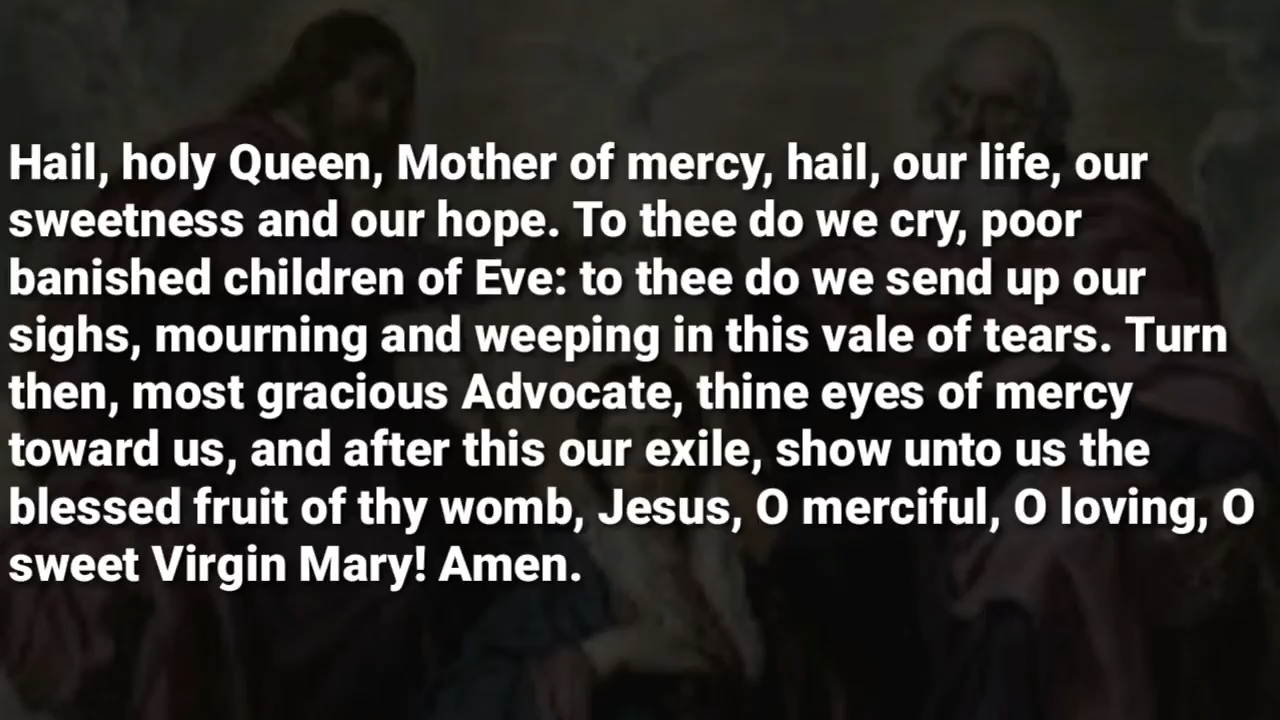 Hail, holy Queen, Mother of mercy, hail, our life, our
sweetness and our hope. To thee do we cry, poor
banished children of Eve: to thee do we send up our
sighs, mourning and weeping in this vale of tears. Turn
then, most gracious Advocate, thine eyes of mercy
toward us, and after this our exile, show unto us the
blessed fruit of thy womb, Jesus, O merciful, O loving, O
sweet Virgin Mary! Amen.